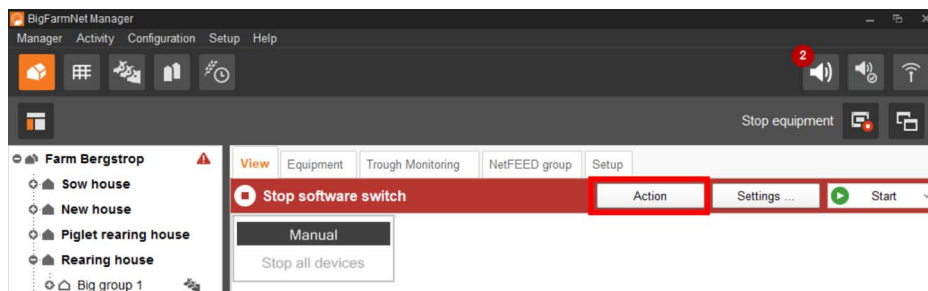 BigFarmNet Manager
Manager Activity Configuration Setup Help
2
Stop equipment
Farm Bergstrop
Sow house
New house
Piglet rearing house
Rearing house
Big group 1
View Equipment Trough Monitoring NetFEED group Setup
Stop software switch Action Settings ... Start
Manual
Stop all devices